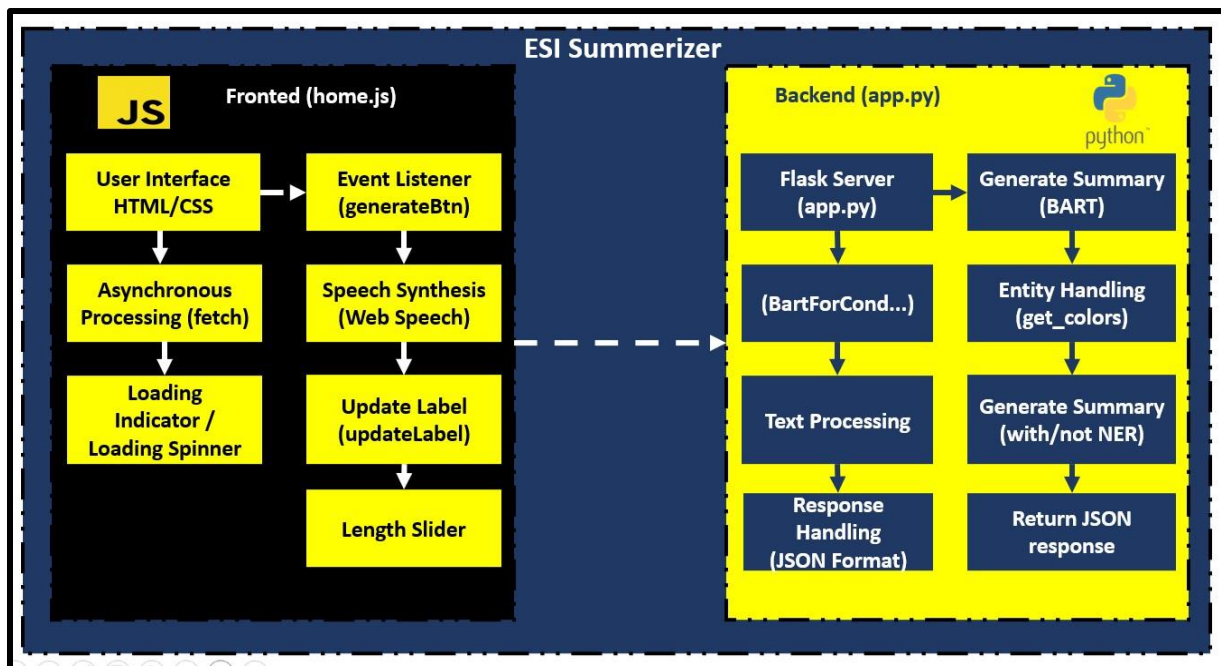 ESI Summerizer
JS
Fronted (home.js)
User Interface
HTML/CSS
Event Listener
(generateBtn)
Asynchronous
Processing (fetch)
Speech Synthesis
(Web Speech)
Loading
Indicator /
Loading Spinner
Update Label
(updateLabel)
Length Slider
Backend (app.py)
python™
Flask Server
(app.py)
Generate Summary
(BART)
(BartForCond...)
Entity Handling
(get_colors)
Text Processing
Generate Summary
(with/not NER)
Response
Handling
(JSON Format)
Return JSON
response